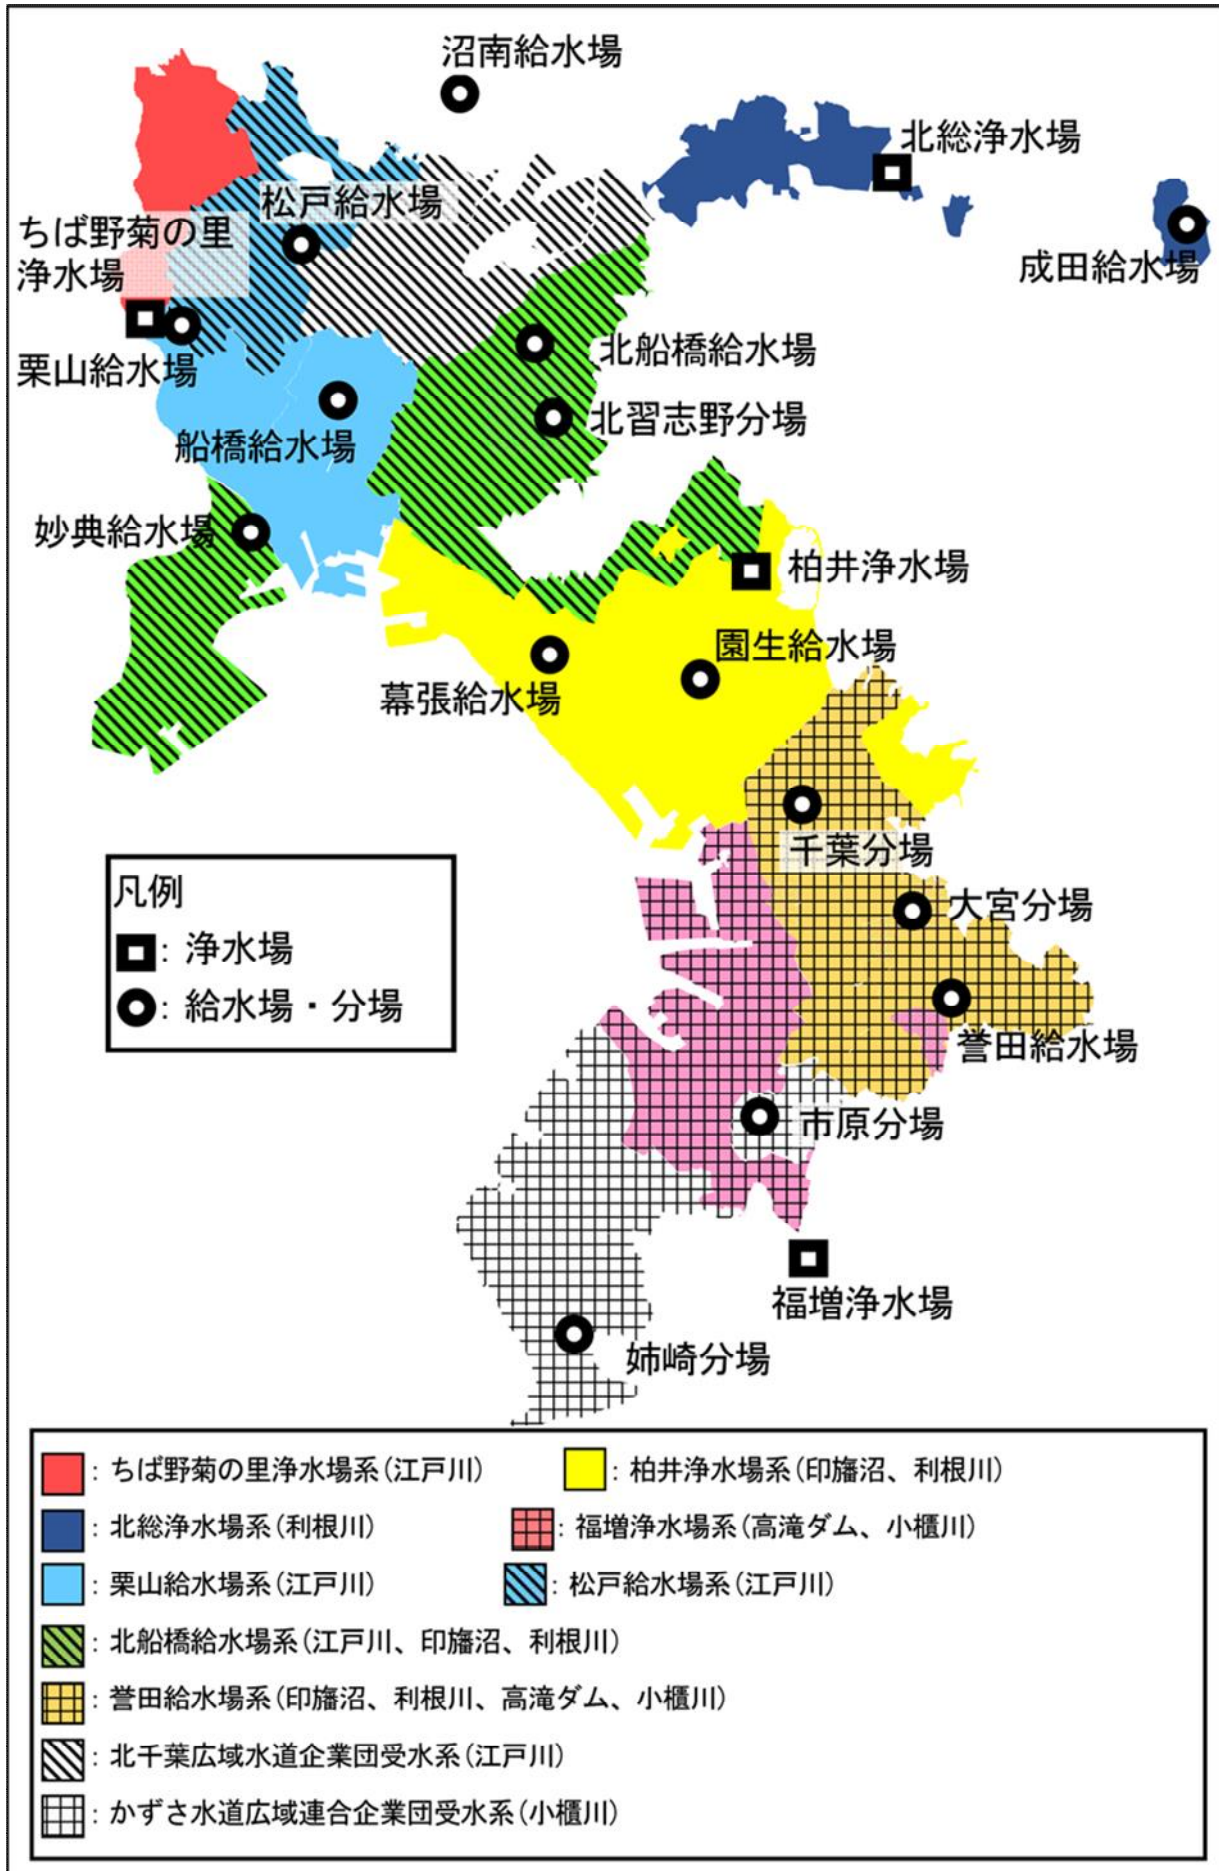 沼南給水場
北総浄水場
松戸給水場
ちば野菊の里
浄水場
成田給水場
栗山給水場
北船橋給水場
北習志野分場
船橋給水場
妙典給水場
柏井浄水場
園生給水場
幕張給水場
千葉分場
大宮分場
誉田給水場
市原分場
福増浄水場
姉崎分場
凡例
: 浄水場
: 給水場・分場
: ちば野菊の里浄水場系(江戸川)
: 柏井浄水場系(印旛沼、利根川)
: 北総浄水場系(利根川)
: 福増浄水場系(高滝ダム、小櫃川)
: 栗山給水場系(江戸川)
: 松戸給水場系(江戸川)
: 北船橋給水場系(江戸川、印旛沼、利根川)
: 誉田給水場系(印旛沼、利根川、高滝ダム、小櫃川)
: 北千葉広域水道企業団受水系(江戸川)
: かずさ水道広域連合企業団受水系(小櫃川)